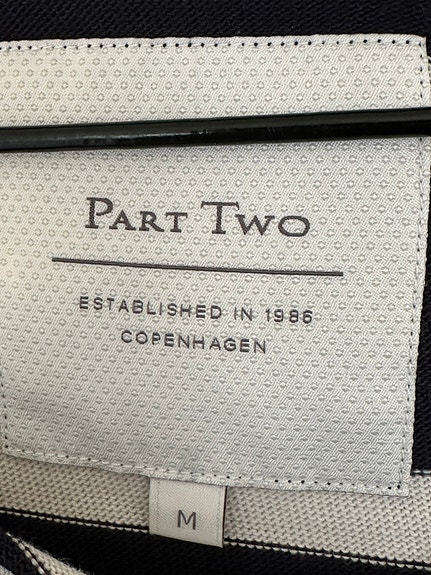 PART TWO
ESTABLISHED IN 1986
COPENHAGEN
M